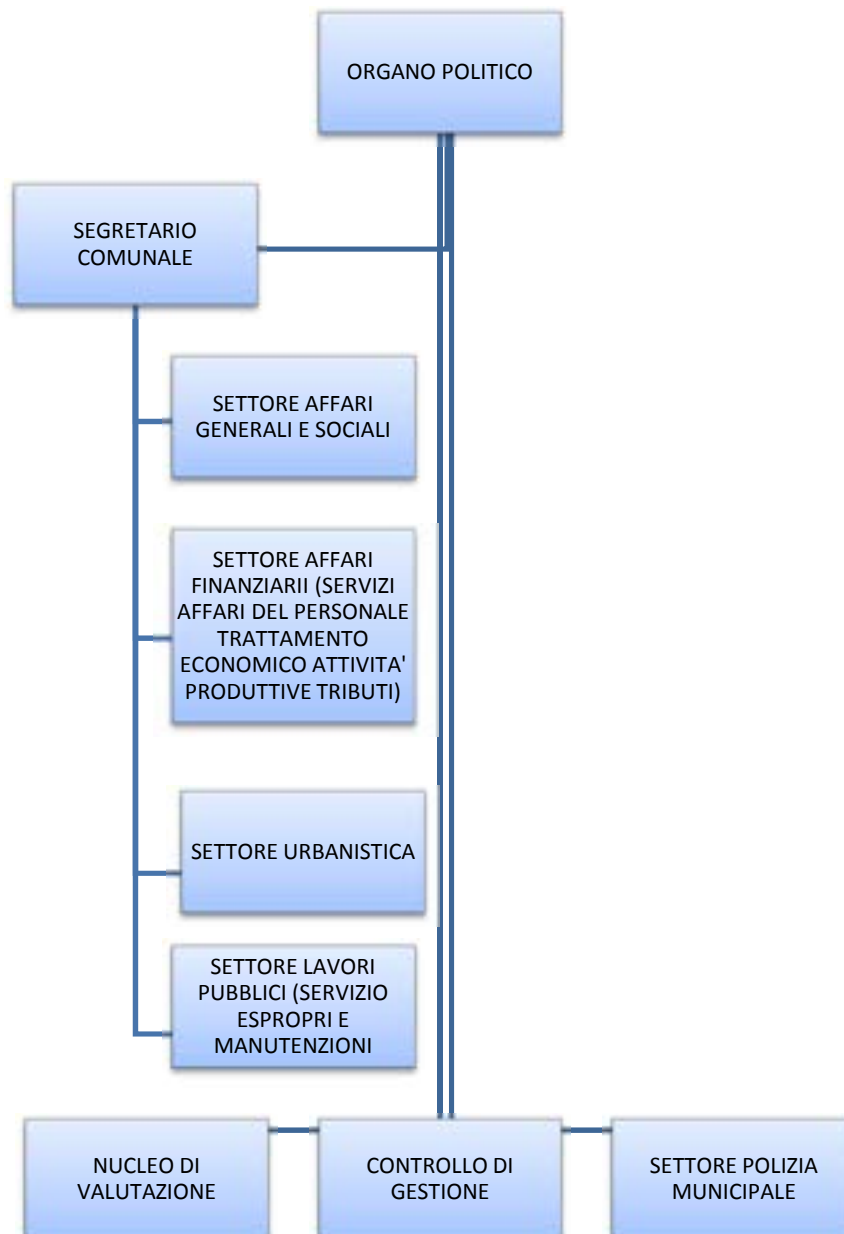 ORGANO POLITICO
SEGRETARIO
COMUNALE
SETTORE AFFARI
GENERALI E SOCIALI
SETTORE AFFARI
FINANZIARII (SERVIZI
AFFARI DEL PERSONALE
TRATTAMENTO
ECONOMICO ATTIVITA'
PRODUTTIVE TRIBUTI)
SETTORE URBANISTICA
SETTORE LAVORI
PUBBLICI (SERVIZIO
ESPROPRI E
MANUTENZIONI
NUCLEO DI
VALUTAZIONE
CONTROLLO DI
GESTIONE
SETTORE POLIZIA
MUNICIPALE